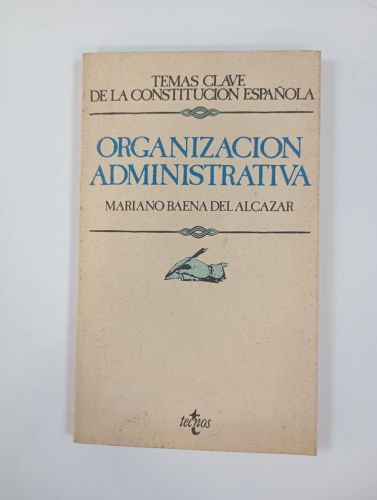 TEMAS CLAVE
DE LA CONSTITUCION ESPAÑOLA
ORGANIZACION
ADMINISTRATIVA
MARIANO BAENA DEL ALCAZAR
tecnos